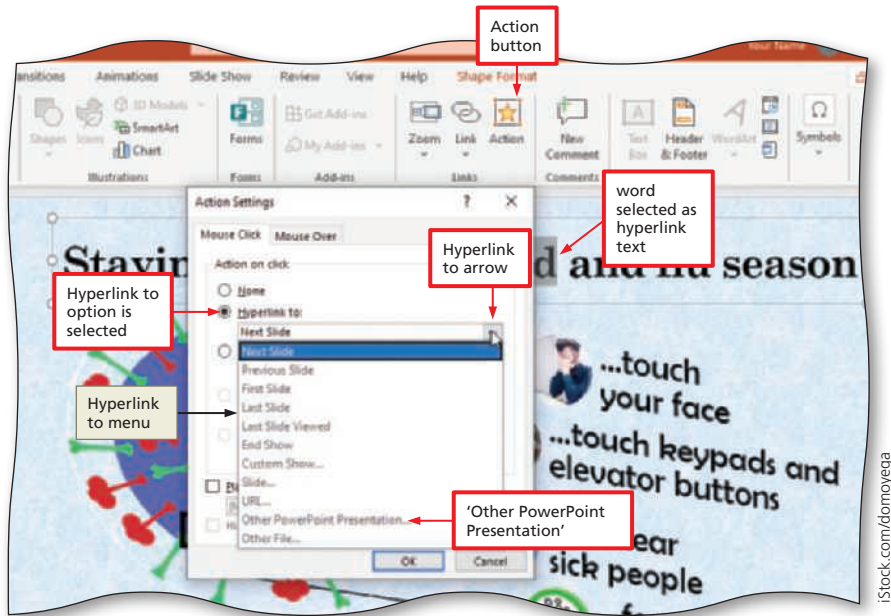 Action
button
Your Name
ansitions Animations Slide Show Review View Help Shape Format
Shapes
Icons
3D Models
SmartArt
Chart
Illustrations
Forms
Forms
Get Add-ins
My Add-ins
Add-ins
Zoom
Link
Action
Links
New
Comment
Comments
Text
Box
Header
& Footer
WordArt
Symbols
word
selected as
hyperlink
text
Action Settings ? X
Mouse Click Mouse Over
Action on click
None
Hyperlink to:
Next Slide
Next Slide
Previous Slide
First Slide
Last Slide
Last Slide Viewed
End Show
Custom Show...
Slide...
URL...
Other PowerPoint Presentation...
Other File...
OK Cancel
Hyperlink
to arrow
Hyperlink to
option is
selected
Hyperlink
to menu
'Other PowerPoint
Presentation'
Stayin d and flu season
...touch
your face
...touch keypads and
elevator buttons
ear
sick people
iStock.com/domoyega